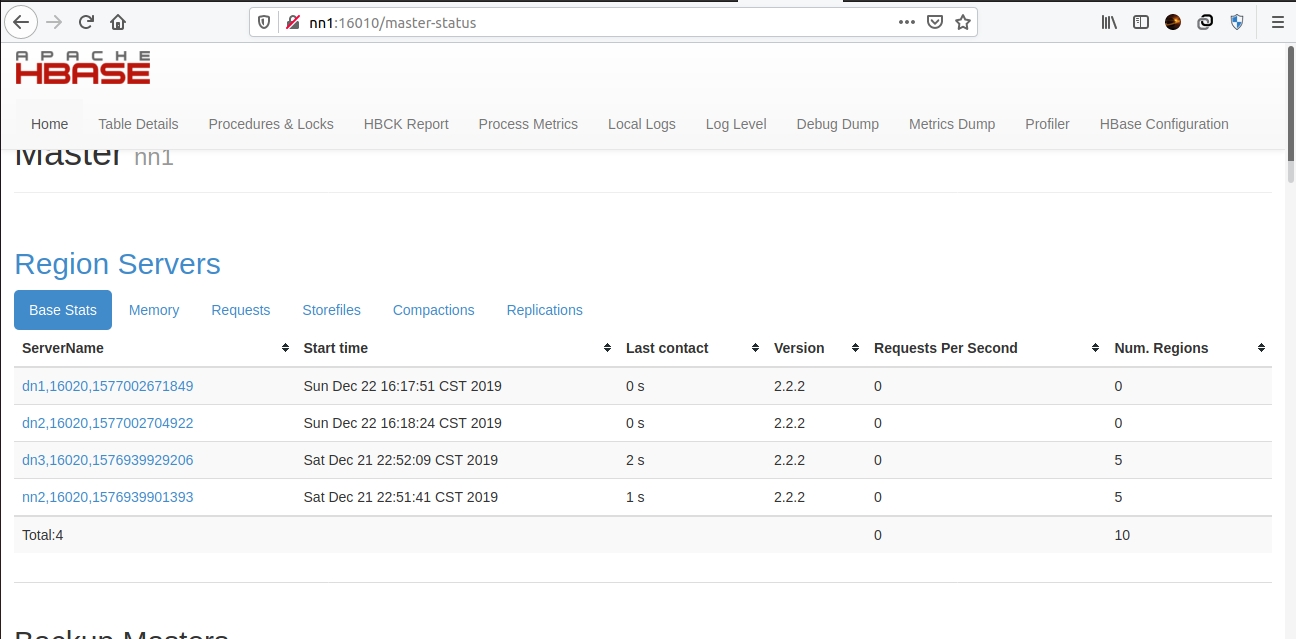 nn1:16010/master-status
APACHE
HBASE
Home Table Details Procedures & Locks HBCK Report Process Metrics Local Logs Log Level Debug Dump Metrics Dump Profiler HBase Configuration
Master nn1
Region Servers
Base Stats Memory Requests Storefiles Compactions Replications
ServerName Start time Last contact Version Requests Per Second Num. Regions
dn1,16020,1577002671849 Sun Dec 22 16:17:51 CST 2019 0 s 2.2.2 0 0
dn2,16020,1577002704922 Sun Dec 22 16:18:24 CST 2019 0 s 2.2.2 0 0
dn3,16020,1576939929206 Sat Dec 21 22:52:09 CST 2019 2 s 2.2.2 0 5
nn2,16020,1576939901393 Sat Dec 21 22:51:41 CST 2019 1 s 2.2.2 0 5
Total:4 0 10
Backup Masters